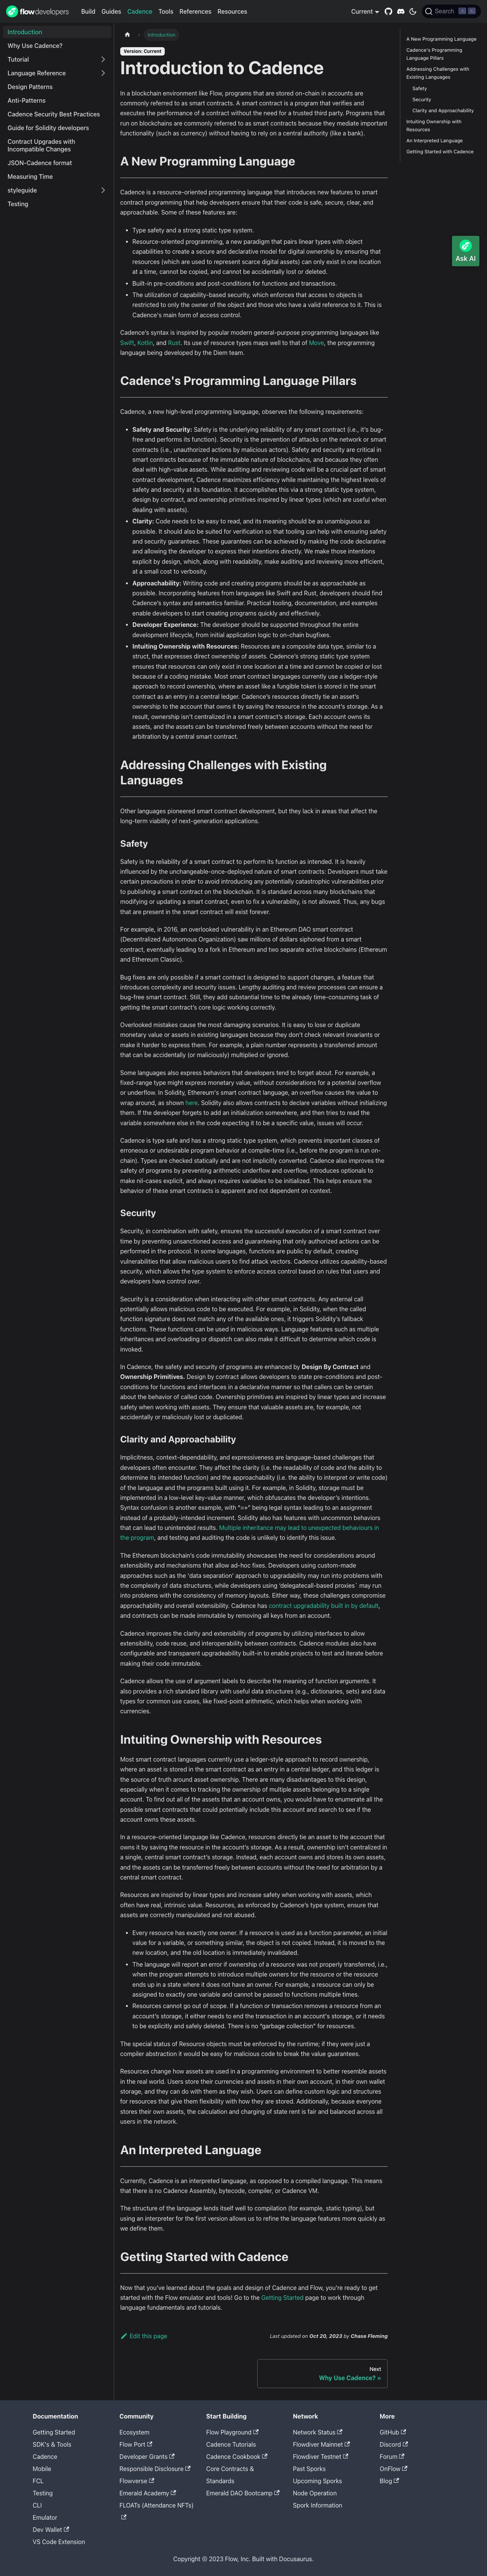 flow developers
Build
Guides
Cadence
Tools
References
Resources
Current
Search
Introduction
Why Use Cadence?
Tutorial
Language Reference
Design Patterns
Anti-Patterns
Cadence Security Best Practices
Guide for Solidity developers
Contract Upgrades with
Incompatible Changes
JSON-Cadence format
Measuring Time
styleguide
Testing
Introduction
Version: Current
Introduction to Cadence
In a blockchain environment like Flow, programs that are stored on-chain in accounts are
commonly referred to as smart contracts. A smart contract is a program that verifies and
executes the performance of a contract without the need for a trusted third party. Programs
that run on blockchains are commonly referred to as smart contracts because they mediate important
functionality (such as currency) without having to rely on a central authority (like a bank).
A New Programming Language
Cadence is a resource-oriented programming language that introduces new features to smart
contract programming that help developers ensure that their code is safe, secure, clear, and
approachable. Some of these features are:
Type safety and a strong static type system.
Resource-oriented programming, a new paradigm that pairs linear types with object
capabilities to create a secure and declarative model for digital ownership by ensuring that
resources (which are used to represent scarce digital assets) can only exist in one location
at a time, cannot be copied, and cannot be accidentally lost or deleted.
Built-in pre-conditions and post-conditions for functions and transactions.
The utilization of capability-based security, which enforces that access to objects is
restricted to only the owner of the object and those who have a valid reference to it. This is
Cadence's main form of access control.
Cadence's syntax is inspired by popular modern general-purpose programming languages like
Swift, Kotlin, and Rust. Its use of resource types maps well to that of Move, the programming
language being developed by the Diem team.
Cadence's Programming Language Pillars
Cadence, a new high-level programming language, observes the following requirements:
Safety and Security: Safety is the underlying reliability of any smart contract (i.e., it's bug-
free and performs its function). Security is the prevention of attacks on the network or smart
contracts (i.e., unauthorized actions by malicious actors). Safety and security are critical in
smart contracts because of the immutable nature of blockchains, and because they often
deal with high-value assets. While auditing and reviewing code will be a crucial part of smart
contract development, Cadence maximizes efficiency while maintaining the highest levels of
safety and security at its foundation. It accomplishes this via a strong static type system,
design by contract, and ownership primitives inspired by linear types (which are useful when
dealing with assets).
Clarity: Code needs to be easy to read, and its meaning should be as unambiguous as
possible. It should also be suited for verification so that tooling can help with ensuring safety
and security guarantees. These guarantees can be achieved by making the code declarative
and allowing the developer to express their intentions directly. We make those intentions
explicit by design, which, along with readability, make auditing and reviewing more efficient,
at a small cost to verbosity.
Approachability: Writing code and creating programs should be as approachable as
possible. Incorporating features from languages like Swift and Rust, developers should find
Cadence's syntax and semantics familiar. Practical tooling, documentation, and examples
enable developers to start creating programs quickly and effectively.
Developer Experience: The developer should be supported throughout the entire
development lifecycle, from initial application logic to on-chain bugfixes.
Intuiting Ownership with Resources: Resources are a composite data type, similar to a
struct, that expresses direct ownership of assets. Cadence's strong static type system
ensures that resources can only exist in one location at a time and cannot be copied or lost
because of a coding mistake. Most smart contract languages currently use a ledger-style
approach to record ownership, where an asset like a fungible token is stored in the smart
contract as an entry in a central ledger. Cadence's resources directly tie an asset's
ownership to the account that owns it by saving the resource in the account's storage. As a
result, ownership isn't centralized in a smart contract's storage. Each account owns its
assets, and the assets can be transferred freely between accounts without the need for
arbitration by a central smart contract.
Addressing Challenges with Existing
Languages
Other languages pioneered smart contract development, but they lack in areas that affect the
long-term viability of next-generation applications.
Safety
Safety is the reliability of a smart contract to perform its function as intended. It is heavily
influenced by the unchangeable-once-deployed nature of smart contracts: Developers must take
certain precautions in order to avoid introducing any potentially catastrophic vulnerabilities prior
to publishing a smart contract on the blockchain. It is standard across many blockchains that
modifying or updating a smart contract, even to fix a vulnerability, is not allowed. Thus, any bugs
that are present in the smart contract will exist forever.
For example, in 2016, an overlooked vulnerability in an Ethereum DAO smart contract
(Decentralized Autonomous Organization) saw millions of dollars siphoned from a smart
contract, eventually leading to a fork in Ethereum and two separate active blockchains (Ethereum
and Ethereum Classic).
Bug fixes are only possible if a smart contract is designed to support changes, a feature that
introduces complexity and security issues. Lengthy auditing and review processes can ensure a
bug-free smart contract. Still, they add substantial time to the already time-consuming task of
getting the smart contract's core logic working correctly.
Overlooked mistakes cause the most damaging scenarios. It is easy to lose or duplicate
monetary value or assets in existing languages because they don't check relevant invariants or
make it harder to express them. For example, a plain number represents a transferred amount
that can be accidentally (or maliciously) multiplied or ignored.
Some languages also express behaviors that developers tend to forget about. For example, a
fixed-range type might express monetary value, without considerations for a potential overflow
or underflow. In Solidity, Ethereum's smart contract language, an overflow causes the value to
wrap around, as shown here. Solidity also allows contracts to declare variables without initializing
them. If the developer forgets to add an initialization somewhere, and then tries to read the
variable somewhere else in the code expecting it to be a specific value, issues will occur.
Cadence is type safe and has a strong static type system, which prevents important classes of
erroneous or undesirable program behavior at compile-time (i.e., before the program is run on-
chain). Types are checked statically and are not implicitly converted. Cadence also improves the
safety of programs by preventing arithmetic underflow and overflow, introduces optionals to
make nil-cases explicit, and always requires variables to be initialized. This helps ensure the
behavior of these smart contracts is apparent and not dependent on context.
Security
Security, in combination with safety, ensures the successful execution of a smart contract over
time by preventing unsanctioned access and guaranteeing that only authorized actions can be
performed in the protocol. In some languages, functions are public by default, creating
vulnerabilities that allow malicious users to find attack vectors. Cadence utilizes capability-based
security, which allows the type system to enforce access control based on rules that users and
developers have control over.
Security is a consideration when interacting with other smart contracts. Any external call
potentially allows malicious code to be executed. For example, in Solidity, when the called
function signature does not match any of the available ones, it triggers Solidity's fallback
functions. These functions can be used in malicious ways. Language features such as multiple
inheritances and overloading or dispatch can also make it difficult to determine which code is
invoked.
In Cadence, the safety and security of programs are enhanced by Design By Contract and
Ownership Primitives. Design by contract allows developers to state pre-conditions and post-
conditions for functions and interfaces in a declarative manner so that callers can be certain
about the behavior of called code. Ownership primitives are inspired by linear types and increase
safety when working with assets. They ensure that valuable assets are, for example, not
accidentally or maliciously lost or duplicated.
Clarity and Approachability
Implicitness, context-dependability, and expressiveness are language-based challenges that
developers often encounter. They affect the clarity (i.e. the readability of code and the ability to
determine its intended function) and the approachability (i.e. the ability to interpret or write code)
of the language and the programs built using it. For example, in Solidity, storage must be
implemented in a low-level key-value manner, which obfuscates the developer's intentions.
Syntax confusion is another example, with "=+" being legal syntax leading to an assignment
instead of a probably-intended increment. Solidity also has features with uncommon behaviors
that can lead to unintended results. Multiple inheritance may lead to unexpected behaviours in
the program, and testing and auditing the code is unlikely to identify this issue.
The Ethereum blockchain's code immutability showcases the need for considerations around
extensibility and mechanisms that allow ad-hoc fixes. Developers using custom-made
approaches such as the 'data separation' approach to upgradability may run into problems with
the complexity of data structures, while developers using 'delegatecall-based proxies` may run
into problems with the consistency of memory layouts. Either way, these challenges compromise
approachability and overall extensibility. Cadence has contract upgradability built in by default,
and contracts can be made immutable by removing all keys from an account.
Cadence improves the clarity and extensibility of programs by utilizing interfaces to allow
extensibility, code reuse, and interoperability between contracts. Cadence modules also have
configurable and transparent upgradeability built-in to enable projects to test and iterate before
making their code immutable.
Cadence allows the use of argument labels to describe the meaning of function arguments. It
also provides a rich standard library with useful data structures (e.g., dictionaries, sets) and data
types for common use cases, like fixed-point arithmetic, which helps when working with
currencies.
Intuiting Ownership with Resources
Most smart contract languages currently use a ledger-style approach to record ownership,
where an asset is stored in the smart contract as an entry in a central ledger, and this ledger is
the source of truth around asset ownership. There are many disadvantages to this design,
especially when it comes to tracking the ownership of multiple assets belonging to a single
account. To find out all of the assets that an account owns, you would have to enumerate all the
possible smart contracts that could potentially include this account and search to see if the
account owns these assets.
In a resource-oriented language like Cadence, resources directly tie an asset to the account that
owns it by saving the resource in the account's storage. As a result, ownership isn't centralized in
a single, central smart contract's storage. Instead, each account owns and stores its own assets,
and the assets can be transferred freely between accounts without the need for arbitration by a
central smart contract.
Resources are inspired by linear types and increase safety when working with assets, which
often have real, intrinsic value. Resources, as enforced by Cadence's type system, ensure that
assets are correctly manipulated and not abused.
Every resource has exactly one owner. If a resource is used as a function parameter, an initial
value for a variable, or something similar, the object is not copied. Instead, it is moved to the
new location, and the old location is immediately invalidated.
The language will report an error if ownership of a resource was not properly transferred, i.e.,
when the program attempts to introduce multiple owners for the resource or the resource
ends up in a state where it does not have an owner. For example, a resource can only be
assigned to exactly one variable and cannot be passed to functions multiple times.
Resources cannot go out of scope. If a function or transaction removes a resource from an
account's storage, it either needs to end the transaction in an account's storage, or it needs to
be explicitly and safely deleted. There is no "garbage collection" for resources.
The special status of Resource objects must be enforced by the runtime; if they were just a
compiler abstraction it would be easy for malicious code to break the value guarantees.
Resources change how assets are used in a programming environment to better resemble assets
in the real world. Users store their currencies and assets in their own account, in their own wallet
storage, and they can do with them as they wish. Users can define custom logic and structures
for resources that give them flexibility with how they are stored. Additionally, because everyone
stores their own assets, the calculation and charging of state rent is fair and balanced across all
users in the network.
An Interpreted Language
Currently, Cadence is an interpreted language, as opposed to a compiled language. This means
that there is no Cadence Assembly, bytecode, compiler, or Cadence VM.
The structure of the language lends itself well to compilation (for example, static typing), but
using an interpreter for the first version allows us to refine the language features more quickly as
we define them.
Getting Started with Cadence
Now that you've learned about the goals and design of Cadence and Flow, you're ready to get
started with the Flow emulator and tools! Go to the Getting Started page to work through
language fundamentals and tutorials.
Edit this page
Last updated on Oct 20, 2023 by Chase Fleming
Next
Why Use Cadence? »
A New Programming Language
Cadence's Programming
Language Pillars
Addressing Challenges with
Existing Languages
Safety
Security
Clarity and Approachability
Intuiting Ownership with
Resources
An Interpreted Language
Getting Started with Cadence
Ask AI
Documentation
Getting Started
SDK's & Tools
Cadence
Mobile
FCL
Testing
CLI
Emulator
Dev Wallet
VS Code Extension
Community
Ecosystem
Flow Port
Developer Grants
Responsible Disclosure
Flowverse
Emerald Academy
FLOATs (Attendance NFTs)
Start Building
Flow Playground
Cadence Tutorials
Cadence Cookbook
Core Contracts &
Standards
Emerald DAO Bootcamp
Network
Network Status
Flowdiver Mainnet
Flowdiver Testnet
Past Sporks
Upcoming Sporks
Node Operation
Spork Information
More
GitHub
Discord
Forum
OnFlow
Blog
Copyright © 2023 Flow, Inc. Built with Docusaurus.